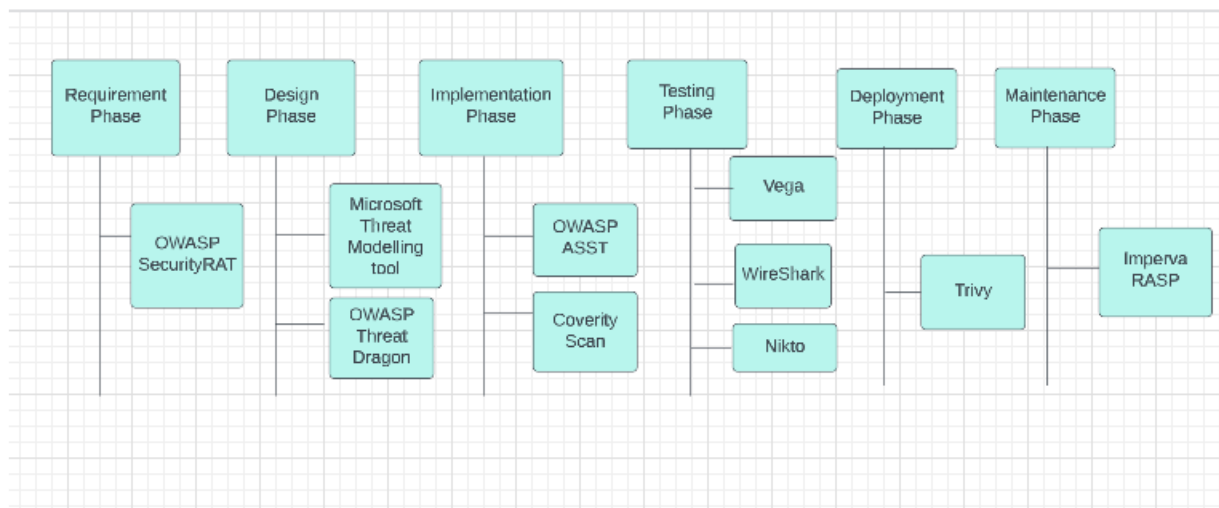 Requirement
Phase
Design
Phase
Implementation
Phase
Testing
Phase
Deployment
Phase
Maintenance
Phase
OWASP
SecurityRAT
Microsoft
Threat
Modelling
tool
OWASP
Threat
Dragon
OWASP
ASST
Coverity
Scan
Vega
WireShark
Nikto
Trivy
Imperva
RASP